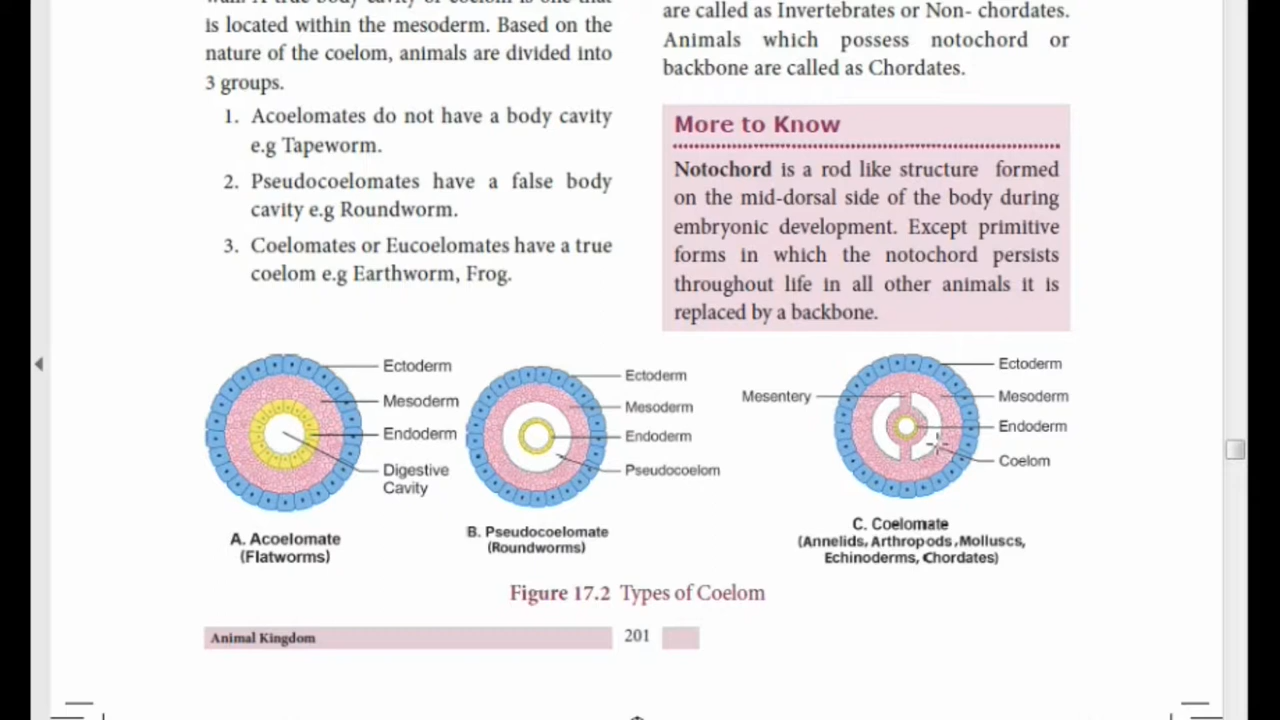 is located within the mesoderm. Based on the
nature of the coelom, animals are divided into
3 groups.
1. Acoelomates do not have a body cavity
e.g Tapeworm.
2. Pseudocoelomates have a false body
cavity e.g Roundworm.
3. Coelomates or Eucoelomates have a true
coelom e.g Earthworm, Frog.
are called as Invertebrates or Non- chordates.
Animals which possess notochord or
backbone are called as Chordates.
More to Know
Notochord is a rod like structure formed
on the mid-dorsal side of the body during
embryonic development. Except primitive
forms in which the notochord persists
throughout life in all other animals it is
replaced by a backbone.
Ectoderm
Mesoderm
Endoderm
Digestive
Cavity
A. Acoelomate
(Flatworms)
Ectoderm
Mesoderm
Endoderm
Pseudocoelom
B. Pseudocoelomate
(Roundworms)
Mesentery
Ectoderm
Mesoderm
Endoderm
Coelom
C. Coelomate
(Annelids, Arthropods, Molluscs,
Echinoderms, Chordates)
Figure 17.2 Types of Coelom
Animal Kingdom
201